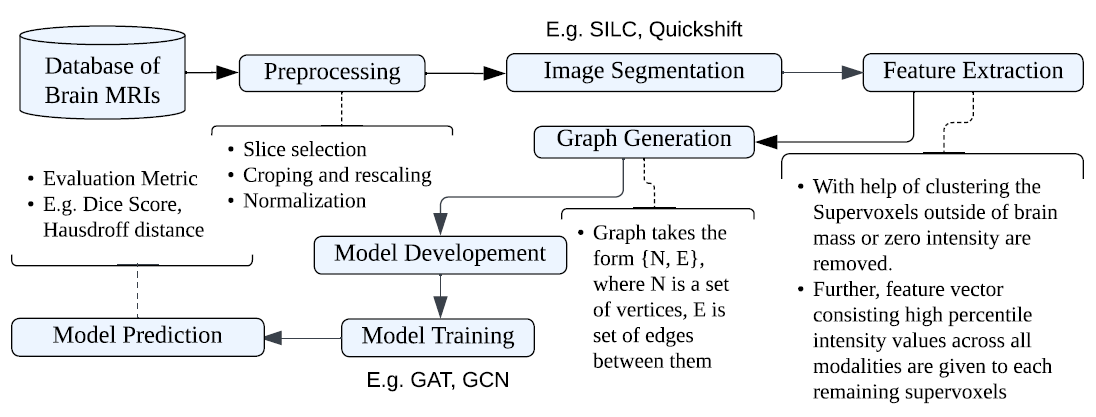 E.g. SILC, Quickshift
Database of
Brain MRIs
Preprocessing
Image Segmentation
Feature Extraction
• Slice selection
• Croping and rescaling
• Normalization
Graph Generation
• With help of clustering the
Supervoxels outside of brain
mass or zero intensity are
removed.
• Further, feature vector
consisting high percentile
intensity values across all
modalities are given to each
remaining supervoxels
• Graph takes the
form {N, E},
where N is a set
of vertices, E is
set of edges
between them
Model Developement
Model Training
E.g. GAT, GCN
Model Prediction
• Evaluation Metric
• E.g. Dice Score,
Hausdroff distance